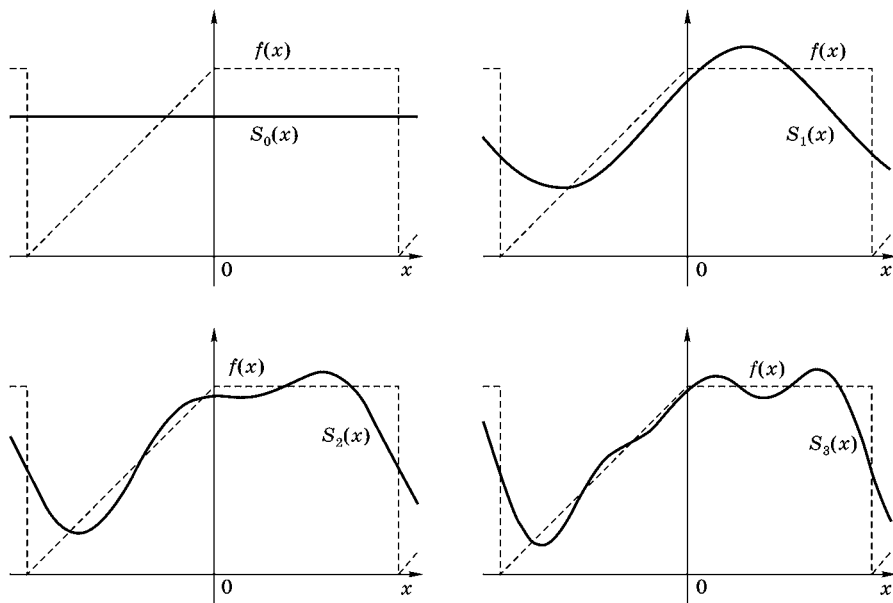 f(x)
S₀(x)
0
x
f(x)
S₁(x)
0
x
f(x)
S₂(x)
0
x
f(x)
S₃(x)
0
x